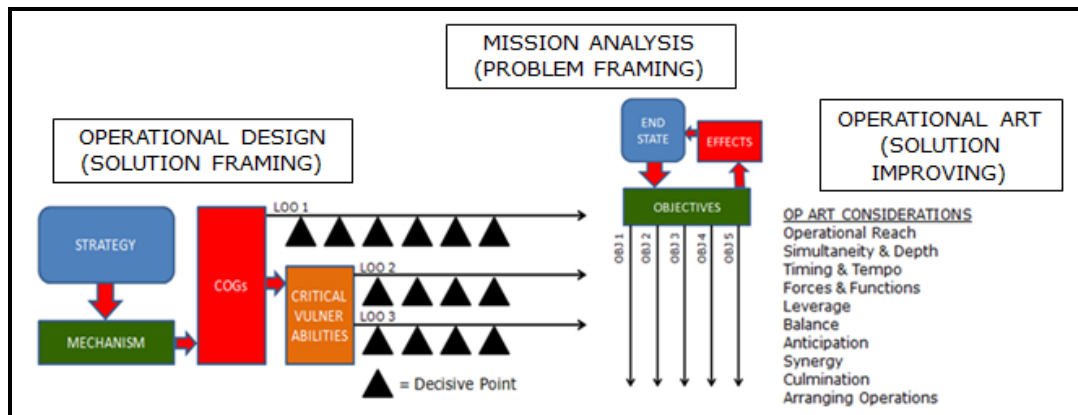 MISSION ANALYSIS
(PROBLEM FRAMING)
OPERATIONAL DESIGN
(SOLUTION FRAMING)
OPERATIONAL ART
(SOLUTION
IMPROVING)
END
STATE
EFFECTS
OBJECTIVES
OBJ 1
OBJ 2
OBJ 3
OBJ 4
OBJ 5
STRATEGY
MECHANISM
COGs
CRITICAL
VULNER
ABILITIES
LOO 1
LOO 2
LOO 3
= Decisive Point
OP ART CONSIDERATIONS
Operational Reach
Simultaneity & Depth
Timing & Tempo
Forces & Functions
Leverage
Balance
Anticipation
Synergy
Culmination
Arranging Operations